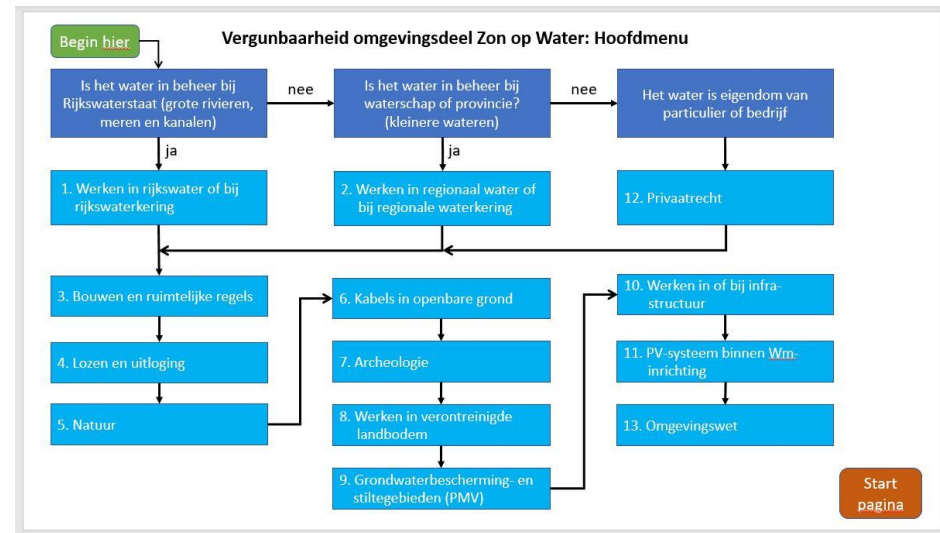 Begin hier
Vergunbaarheid omgevingsdeel Zon op Water: Hoofdmenu
Is het water in beheer bij
Rijkswaterstaat (grote rivieren,
meren en kanalen)
nee
Is het water in beheer bij
waterschap of provincie?
(kleinere wateren)
nee
Het water is eigendom van
particulier of bedrijf
ja
ja
1. Werken in rijkswater of bij
rijkswaterkering
2. Werken in regionaal water of
bij regionale waterkering
12. Privaatrecht
3. Bouwen en ruimtelijke regels
4. Lozen en uitloging
5. Natuur
6. Kabels in openbare grond
7. Archeologie
8. Werken in verontreinigde
landbodem
9. Grondwaterbescherming- en
stiltegebieden (PMV)
10. Werken in of bij infra-
structuur
11. PV-systeem binnen Wm-
inrichting
13. Omgevingswet
Start
pagina